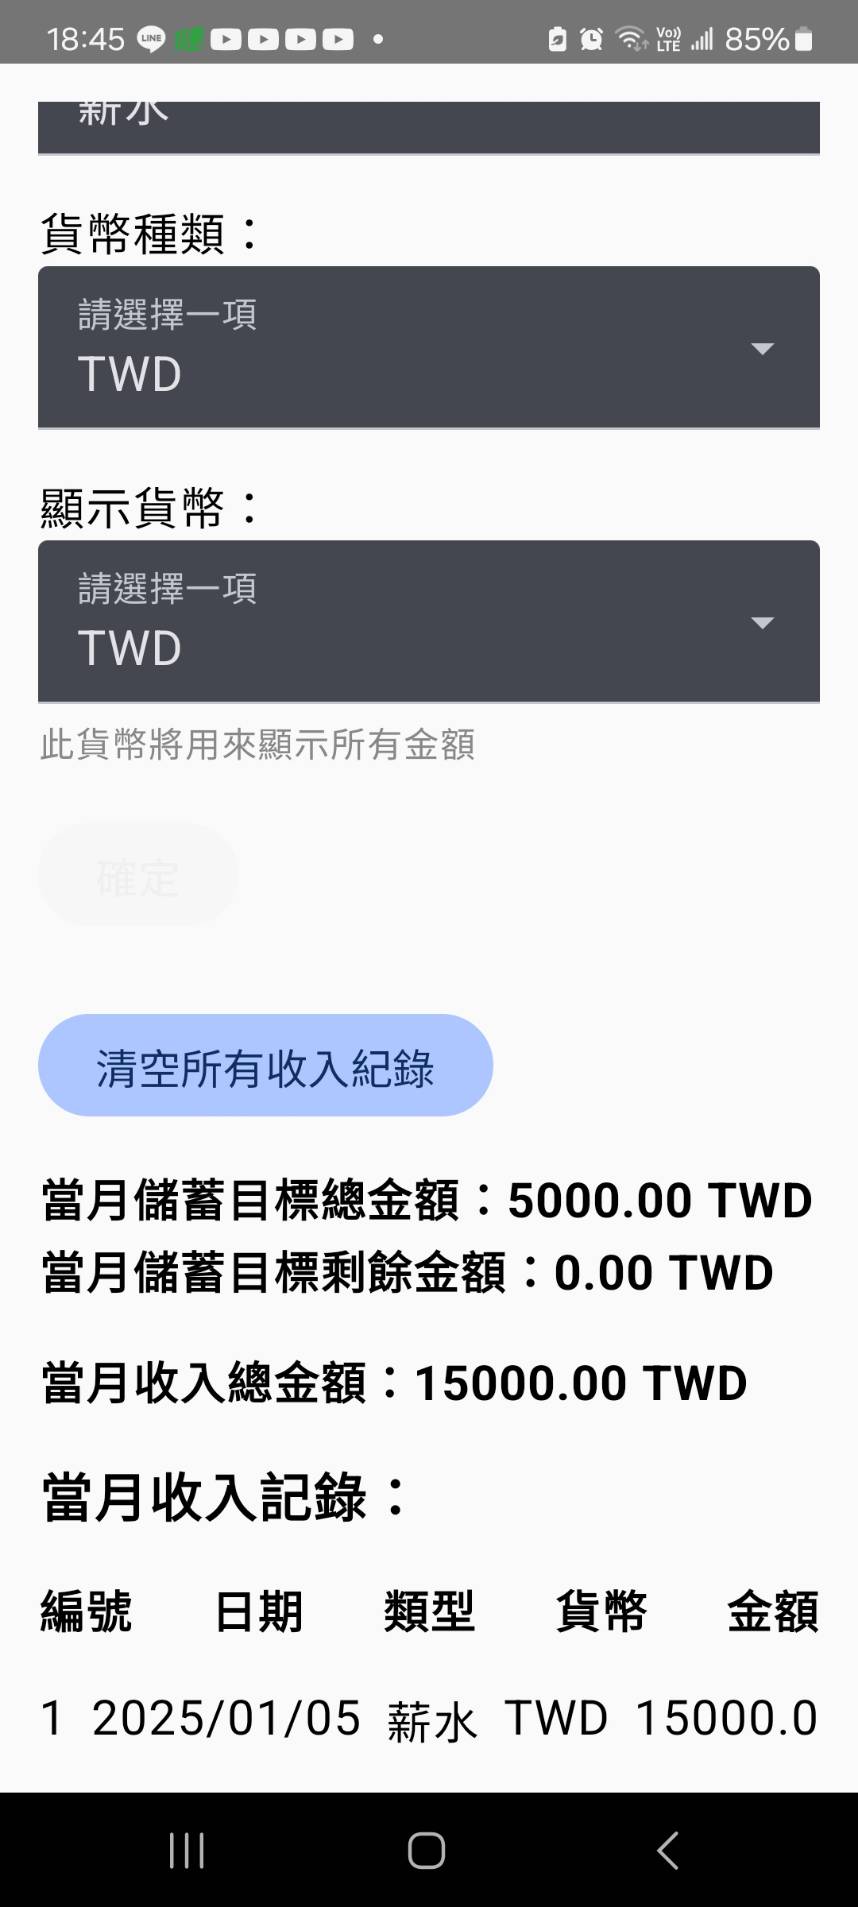 18:45 LINE Vo)) LTE 85%
薪水
貨幣種類：
請選擇一項
TWD
顯示貨幣：
請選擇一項
TWD
此貨幣將用來顯示所有金額
確定
清空所有收入紀錄
當月儲蓄目標總金額：5000.00 TWD
當月儲蓄目標剩餘金額：0.00 TWD
當月收入總金額：15000.00 TWD
當月收入記錄：
編號 日期 類型 貨幣 金額
1 2025/01/05 薪水 TWD 15000.0